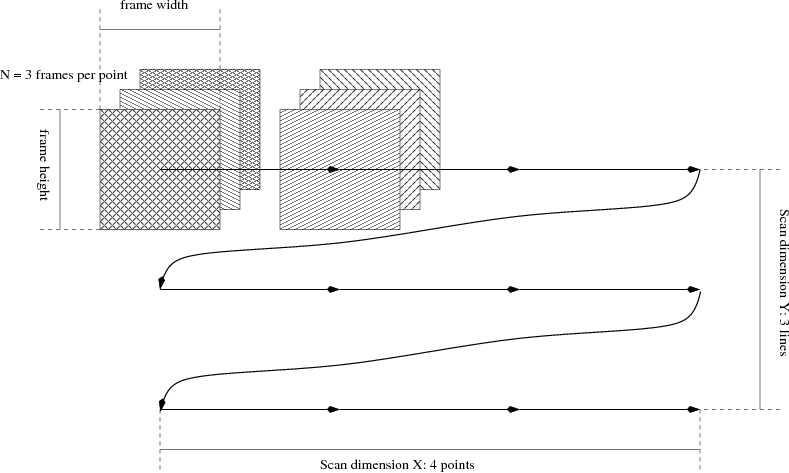 frame width
N = 3 frames per point
frame height
Scan dimension Y: 3 lines
Scan dimension X: 4 points